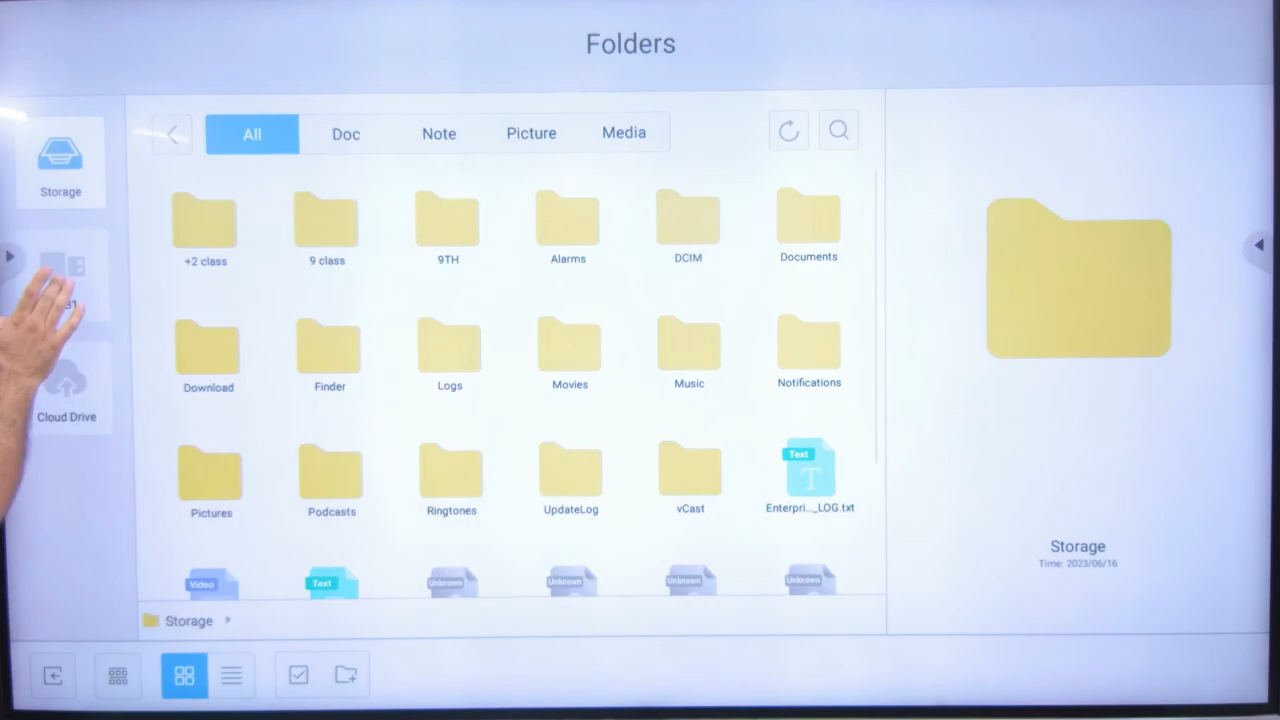 Folders
All Doc Note Picture Media
Storage
+2 class 9 class 9TH Alarms DCIM Documents
Download Finder Logs Movies Music Notifications
Cloud Drive
Pictures Podcasts Ringtones UpdateLog vCast
Text
T
Enterpri..._LOG.txt
Storage
Time: 2023/06/16
Video Text Unknown Unknown Unknown Unknown
Storage